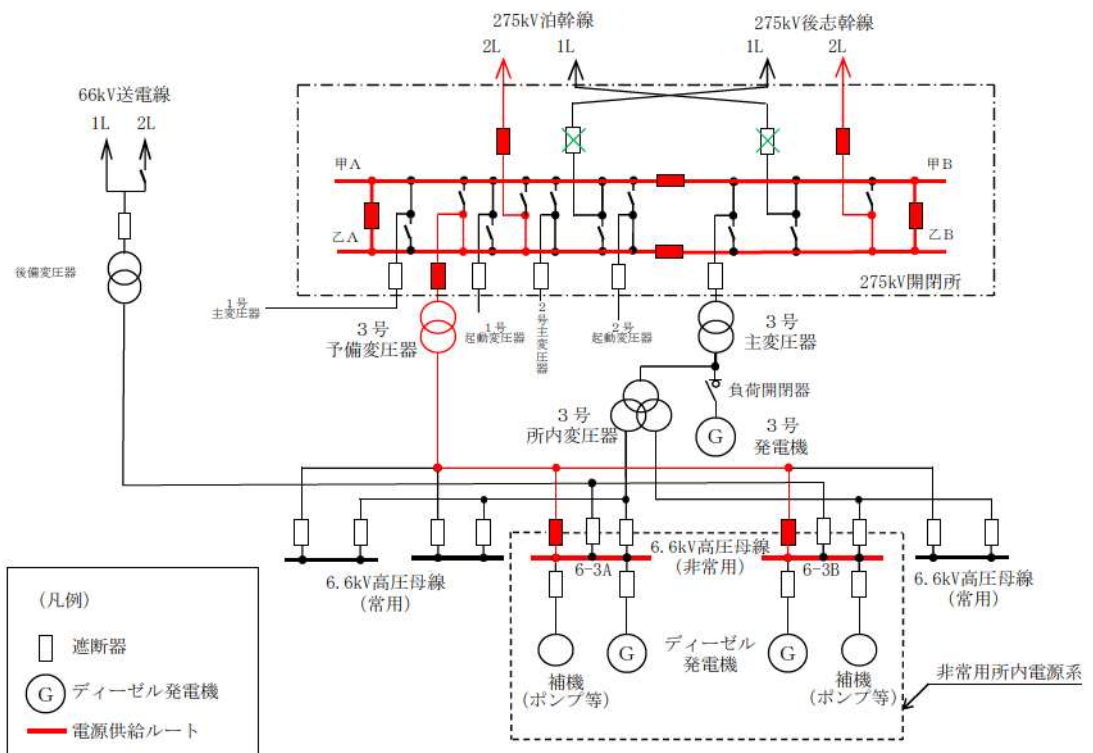 275kV泊幹線
2L
1L
275kV後志幹線
1L
2L
66kV送電線
1L
2L
甲A
甲B
乙A
乙B
275kV開閉所
後備変圧器
1号
主変圧器
3号
予備変圧器
1号
起動変圧器
2号主変圧器
2号
起動変圧器
3号
主変圧器
負荷開閉器
3号
所内変圧器
G
3号
発電機
6.6kV高圧母線
(常用)
6-3A
6.6kV高圧母線
(非常用)
6-3B
6.6kV高圧母線
(常用)
補機
(ポンプ等)
G
ディーゼル
発電機
G
補機
(ポンプ等)
非常用所内電源系
(凡例)
遮断器
G
ディーゼル発電機
電源供給ルート